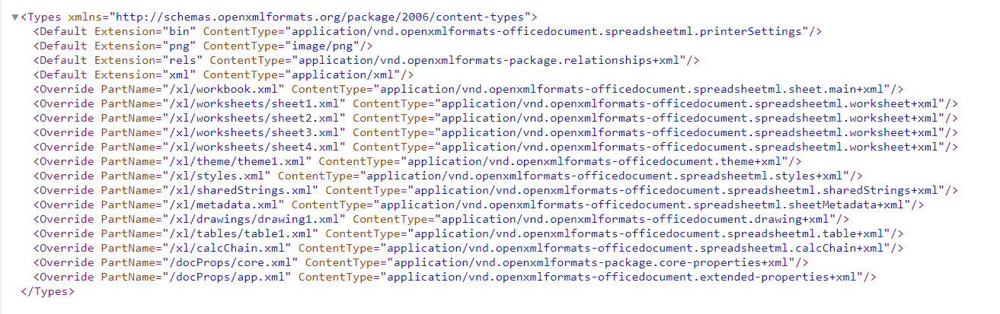 ▼<Types xmlns="http://schemas.openxmlformats.org/package/2006/content-types">
<Default Extension="bin" ContentType="application/vnd.openxmlformats-officedocument.spreadsheetml.printerSettings"/>
<Default Extension="png" ContentType="image/png"/>
<Default Extension="rels" ContentType="application/vnd.openxmlformats-package.relationships+xml"/>
<Default Extension="xml" ContentType="application/xml"/>
<Override PartName="/xl/workbook.xml" ContentType="application/vnd.openxmlformats-officedocument.spreadsheetml.sheet.main+xml"/>
<Override PartName="/xl/worksheets/sheet1.xml" ContentType="application/vnd.openxmlformats-officedocument.spreadsheetml.worksheet+xml"/>
<Override PartName="/xl/worksheets/sheet2.xml" ContentType="application/vnd.openxmlformats-officedocument.spreadsheetml.worksheet+xml"/>
<Override PartName="/xl/worksheets/sheet3.xml" ContentType="application/vnd.openxmlformats-officedocument.spreadsheetml.worksheet+xml"/>
<Override PartName="/xl/worksheets/sheet4.xml" ContentType="application/vnd.openxmlformats-officedocument.spreadsheetml.worksheet+xml"/>
<Override PartName="/xl/theme/theme1.xml" ContentType="application/vnd.openxmlformats-officedocument.theme+xml"/>
<Override PartName="/xl/styles.xml" ContentType="application/vnd.openxmlformats-officedocument.spreadsheetml.styles+xml"/>
<Override PartName="/xl/sharedStrings.xml" ContentType="application/vnd.openxmlformats-officedocument.spreadsheetml.sharedStrings+xml"/>
<Override PartName="/xl/metadata.xml" ContentType="application/vnd.openxmlformats-officedocument.spreadsheetml.sheetMetadata+xml"/>
<Override PartName="/xl/drawings/drawing1.xml" ContentType="application/vnd.openxmlformats-officedocument.drawing+xml"/>
<Override PartName="/xl/tables/table1.xml" ContentType="application/vnd.openxmlformats-officedocument.spreadsheetml.table+xml"/>
<Override PartName="/xl/calcChain.xml" ContentType="application/vnd.openxmlformats-officedocument.spreadsheetml.calcChain+xml"/>
<Override PartName="/docProps/core.xml" ContentType="application/vnd.openxmlformats-package.core-properties+xml"/>
<Override PartName="/docProps/app.xml" ContentType="application/vnd.openxmlformats-officedocument.extended-properties+xml"/>
</Types>